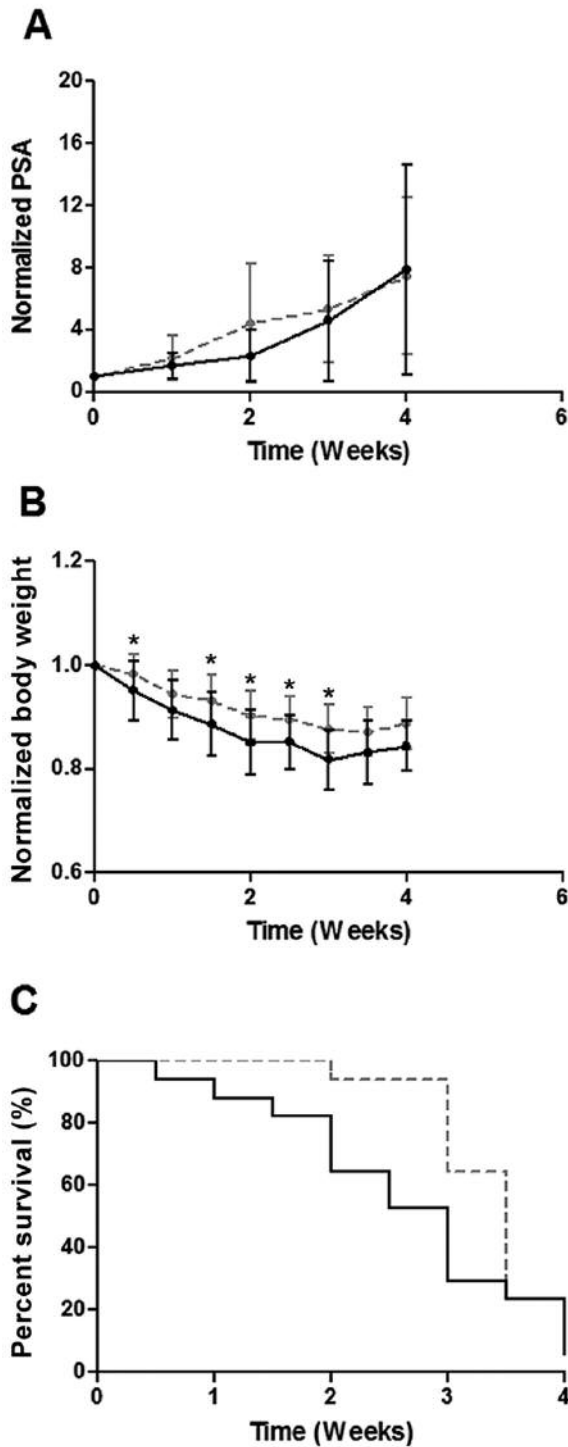 A
20
16
12
8
4
0
Normalized PSA
0 2 4 6
Time (Weeks)
B
1.2
1.0
0.8
0.6
Normalized body weight
* * * * *
0 2 4 6
Time (Weeks)
C
100
80
60
40
20
0
Percent survival (%)
0 1 2 3 4
Time (Weeks)